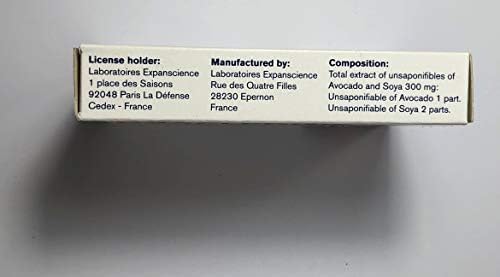 License holder:
Laboratoires Expanscience
1 place des Saisons
92048 Paris La Défense
Cedex - France
Manufactured by:
Laboratoires Expanscience
Rue des Quatre Filles
28230 Epernon
France
Composition:
Total extract of unsaponifibles of
Avocado and Soya 300 mg:
Unsaponifiable of Avocado 1 part.
Unsaponifiable of Soya 2 parts.